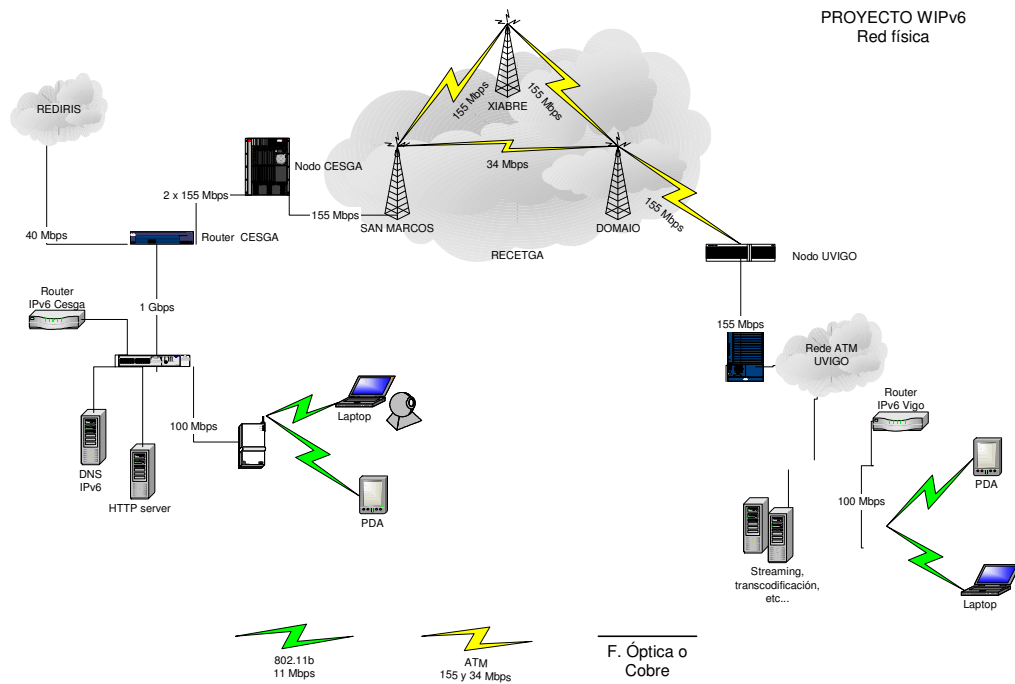 PROYECTO WIPv6
Red física
REDIRIS
XIABRE
155 Mbps
155 Mbps
34 Mbps
Nodo CESGA
2 x 155 Mbps
155 Mbps
SAN MARCOS
DOMAIO
155 Mbps
RECETGA
40 Mbps
Router CESGA
Nodo UVIGO
Router
IPv6 Cesga
1 Gbps
155 Mbps
Rede ATM
UVIGO
Router
IPv6 Vigo
100 Mbps
Laptop
DNS
IPv6
HTTP server
PDA
PDA
100 Mbps
Streaming,
transcodificación,
etc...
Laptop
802.11b
11 Mbps
ATM
155 y 34 Mbps
F. Óptica o
Cobre